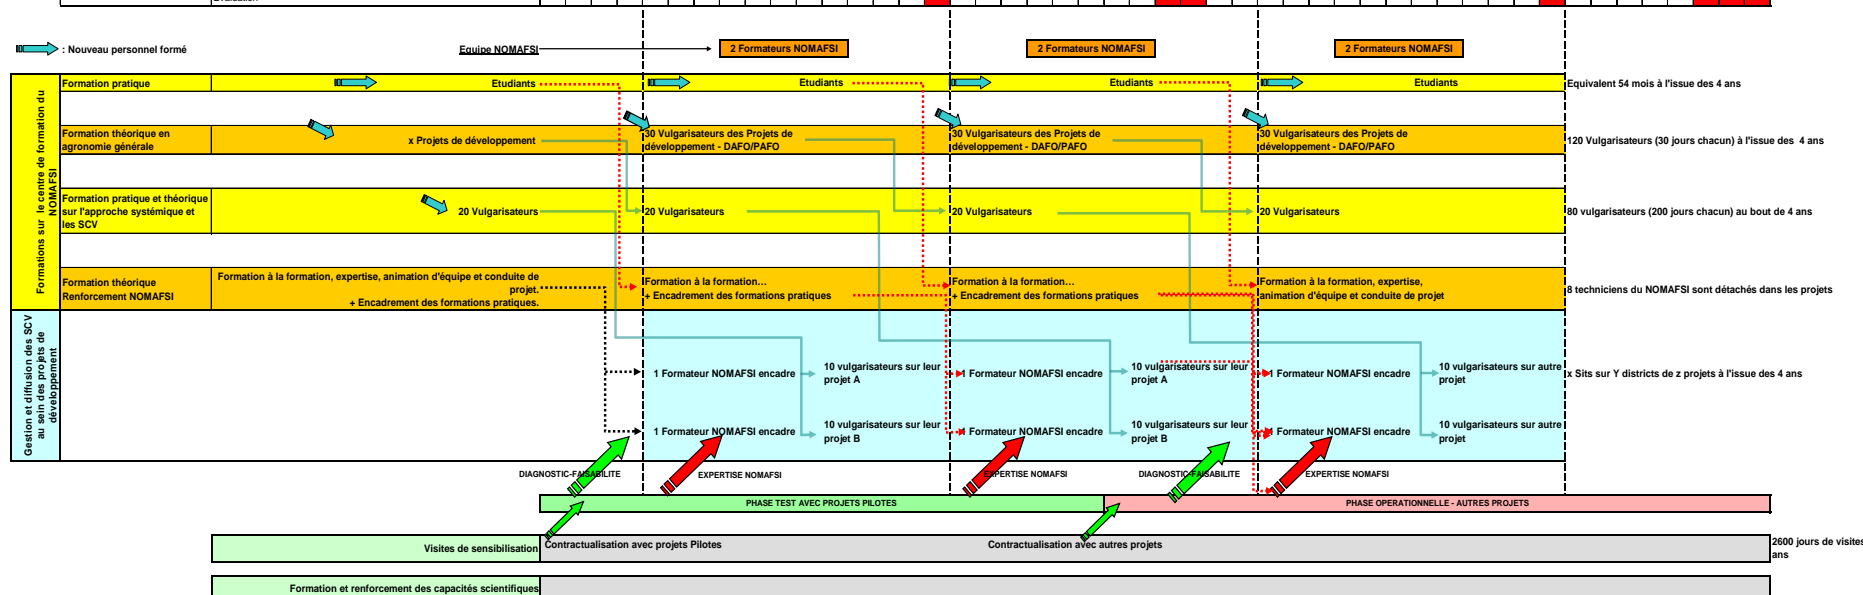 : Nouveau personnel formé
Equipe NOMAFSI
2 Formateurs NOMAFSI
2 Formateurs NOMAFSI
2 Formateurs NOMAFSI
Formations sur le centre de formation du
NOMAFSI
Formation pratique
Etudiants
Etudiants
Etudiants
Etudiants
Equivalent 54 mois à l'issue des 4 ans
Formation théorique en
agronomie générale
x Projets de développement
30 Vulgarisateurs des Projets de
développement - DAFO/PAFO
30 Vulgarisateurs des Projets de
développement - DAFO/PAFO
30 Vulgarisateurs des Projets de
développement - DAFO/PAFO
120 Vulgarisateurs (30 jours chacun) à l'issue des 4 ans
Formation pratique et théorique
sur l'approche systémique et
les SCV
20 Vulgarisateurs
20 Vulgarisateurs
20 Vulgarisateurs
20 Vulgarisateurs
80 vulgarisateurs (200 jours chacun) au bout de 4 ans
Formation théorique
Renforcement NOMAFSI
Formation à la formation, expertise, animation d'équipe et conduite de
projet.
+ Encadrement des formations pratiques.
Formation à la formation...
+ Encadrement des formations pratiques
Formation à la formation...
+ Encadrement des formations pratiques
Formation à la formation, expertise,
animation d'équipe et conduite de projet
8 techniciens du NOMAFSI sont détachés dans les projets
Gestion et diffusion des SCV
au sein des projets de
développement
1 Formateur NOMAFSI encadre
10 vulgarisateurs sur leur
projet A
1 Formateur NOMAFSI encadre
10 vulgarisateurs sur leur
projet A
1 Formateur NOMAFSI encadre
10 vulgarisateurs sur autre
projet
x Sits sur Y districts de z projets à l'issue des 4 ans
1 Formateur NOMAFSI encadre
10 vulgarisateurs sur leur
projet B
1 Formateur NOMAFSI encadre
10 vulgarisateurs sur leur
projet B
1 Formateur NOMAFSI encadre
10 vulgarisateurs sur autre
projet
DIAGNOSTIC-FAISABILITE
EXPERTISE NOMAFSI
EXPERTISE NOMAFSI
DIAGNOSTIC-FAISABILITE
EXPERTISE NOMAFSI
PHASE TEST AVEC PROJETS PILOTES
PHASE OPERATIONNELLE - AUTRES PROJETS
Visites de sensibilisation
Contractualisation avec projets Pilotes
Contractualisation avec autres projets
2600 jours de visites
ans
Formation et renforcement des capacités scientifiques